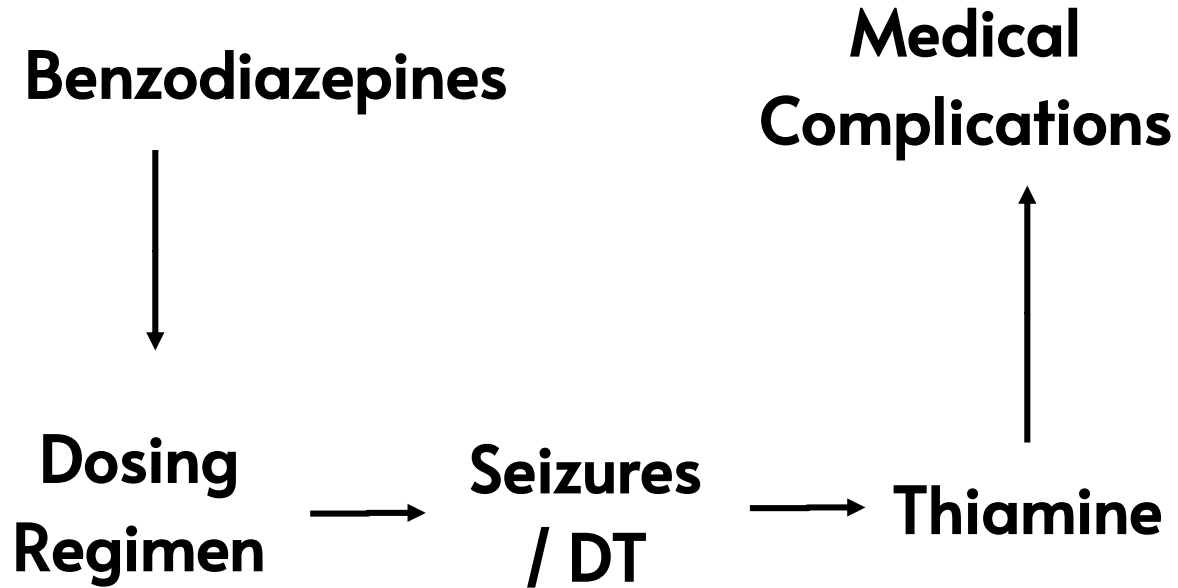 Benzodiazepines
Dosing
Regimen
Seizures
/ DT
Thiamine
Medical
Complications